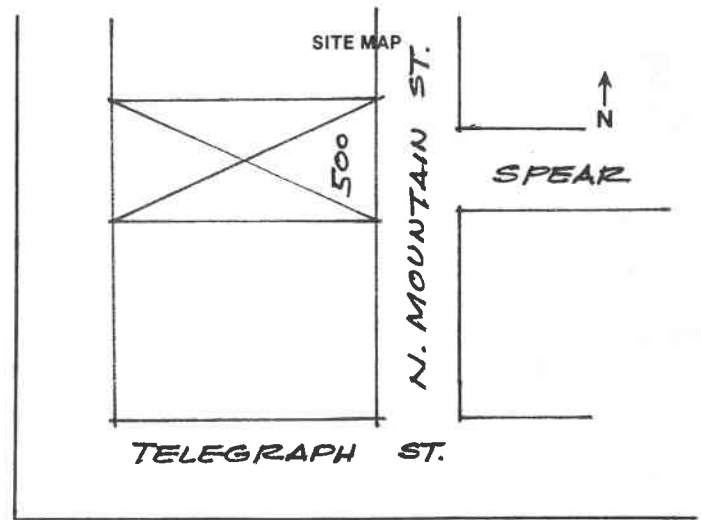 SITE MAP
N
500
N. MOUNTAIN ST.
SPEAR
TELEGRAPH ST.